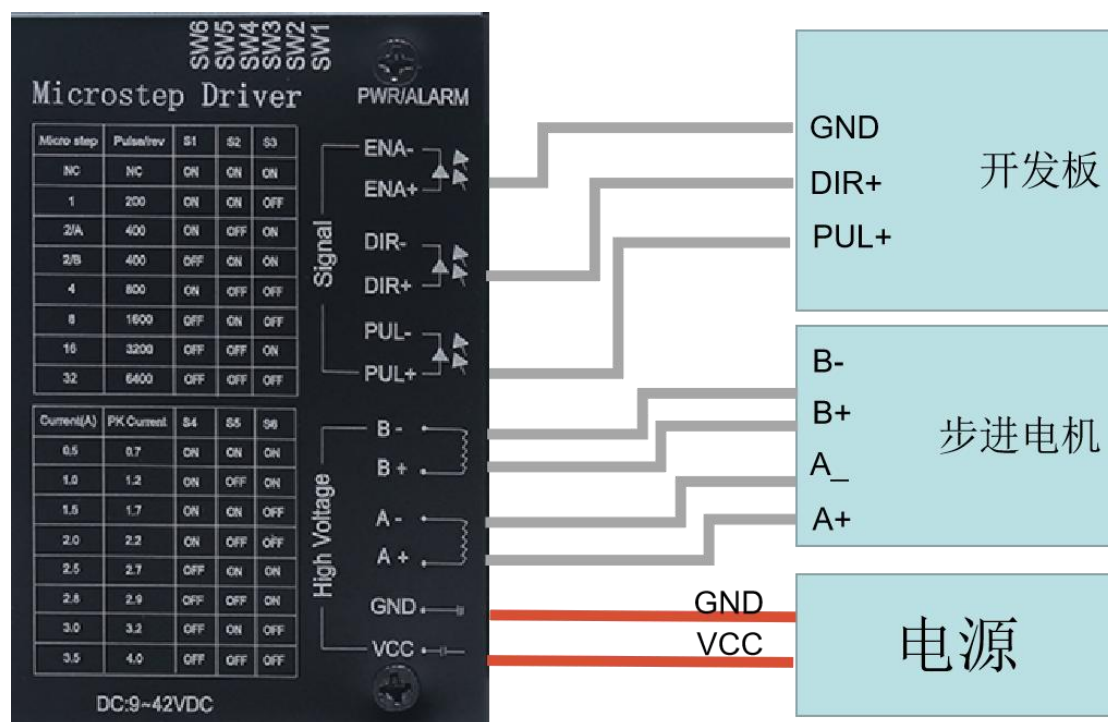 SW6
SW5
SW4
SW3
SW2
SW1
Microstep Driver
PWR/ALARM
Micro step Pulse/rev S1 S2 S3
NC NC ON ON ON
1 200 ON ON OFF
2/A 400 ON OFF ON
2/B 400 OFF ON ON
4 800 ON OFF OFF
8 1600 OFF ON OFF
16 3200 OFF OFF ON
32 6400 OFF OFF OFF
Current(A) PK Current S4 S5 S6
0.5 0.7 ON ON ON
1.0 1.2 ON OFF ON
1.5 1.7 ON ON OFF
2.0 2.2 ON OFF OFF
2.5 2.7 OFF ON ON
2.8 2.9 OFF OFF ON
3.0 3.2 OFF ON OFF
3.5 4.0 OFF OFF OFF
DC:9~42VDC
Signal
ENA-
ENA+
DIR-
DIR+
PUL-
PUL+
High Voltage
B -
B +
A -
A +
GND
VCC
GND
DIR+
PUL+
开发板
B-
B+
A_
A+
步进电机
GND
VCC
电源